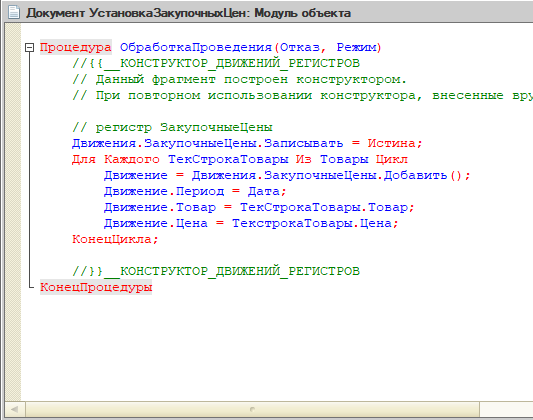 Документ УстановкаЗакупочныхЦен: Модуль объекта
Процедура ОбработкаПроведения(Отказ, Режим)
//{{__КОНСТРУКТОР_ДВИЖЕНИЙ_РЕГИСТРОВ
// Данный фрагмент построен конструктором.
// При повторном использовании конструктора, внесенные вру
// регистр ЗакупочныеЦены
Движения.ЗакупочныеЦены.Записывать = Истина;
Для Каждого ТекСтрокаТовары Из Товары Цикл
Движение = Движения.ЗакупочныеЦены.Добавить();
Движение.Период = Дата;
Движение.Товар = ТекСтрокаТовары.Товар;
Движение.Цена = ТекстрокаТовары.Цена;
КонецЦикла;
//}}__КОНСТРУКТОР_ДВИЖЕНИЙ_РЕГИСТРОВ
КонецПроцедуры